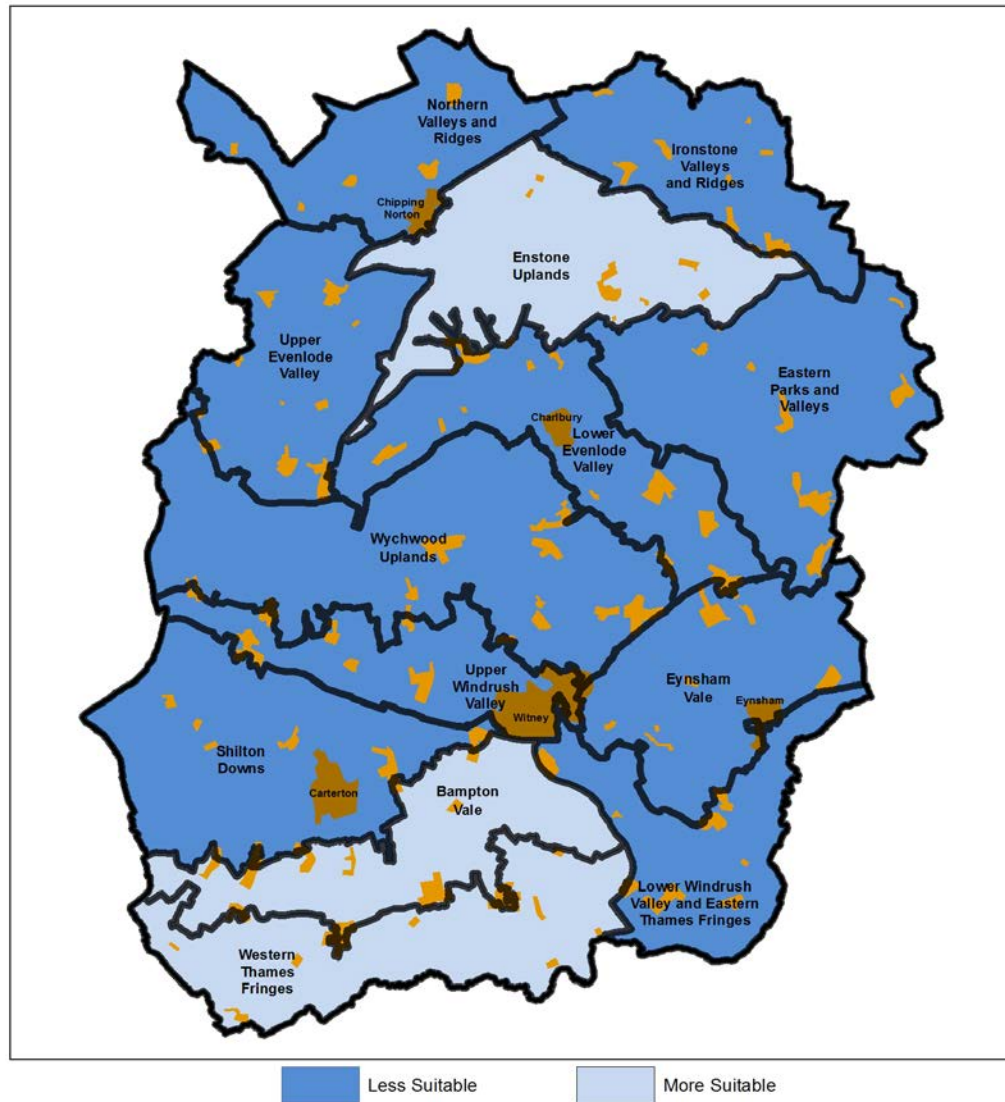 Northern
Valleys and
Ridges
Ironstone
Valleys
and Ridges
Chipping
Norton
Enstone
Uplands
Upper
Evenlode
Valley
Eastern
Parks and
Valleys
Charlbury
Lower
Evenlode
Valley
Wychwood
Uplands
Upper
Windrush
Valley
Witney
Eynsham
Vale
Eynsham
Shilton
Downs
Carterton
Bampton
Vale
Lower Windrush
Valley and Eastern
Thames Fringes
Western
Thames
Fringes
Less Suitable
More Suitable